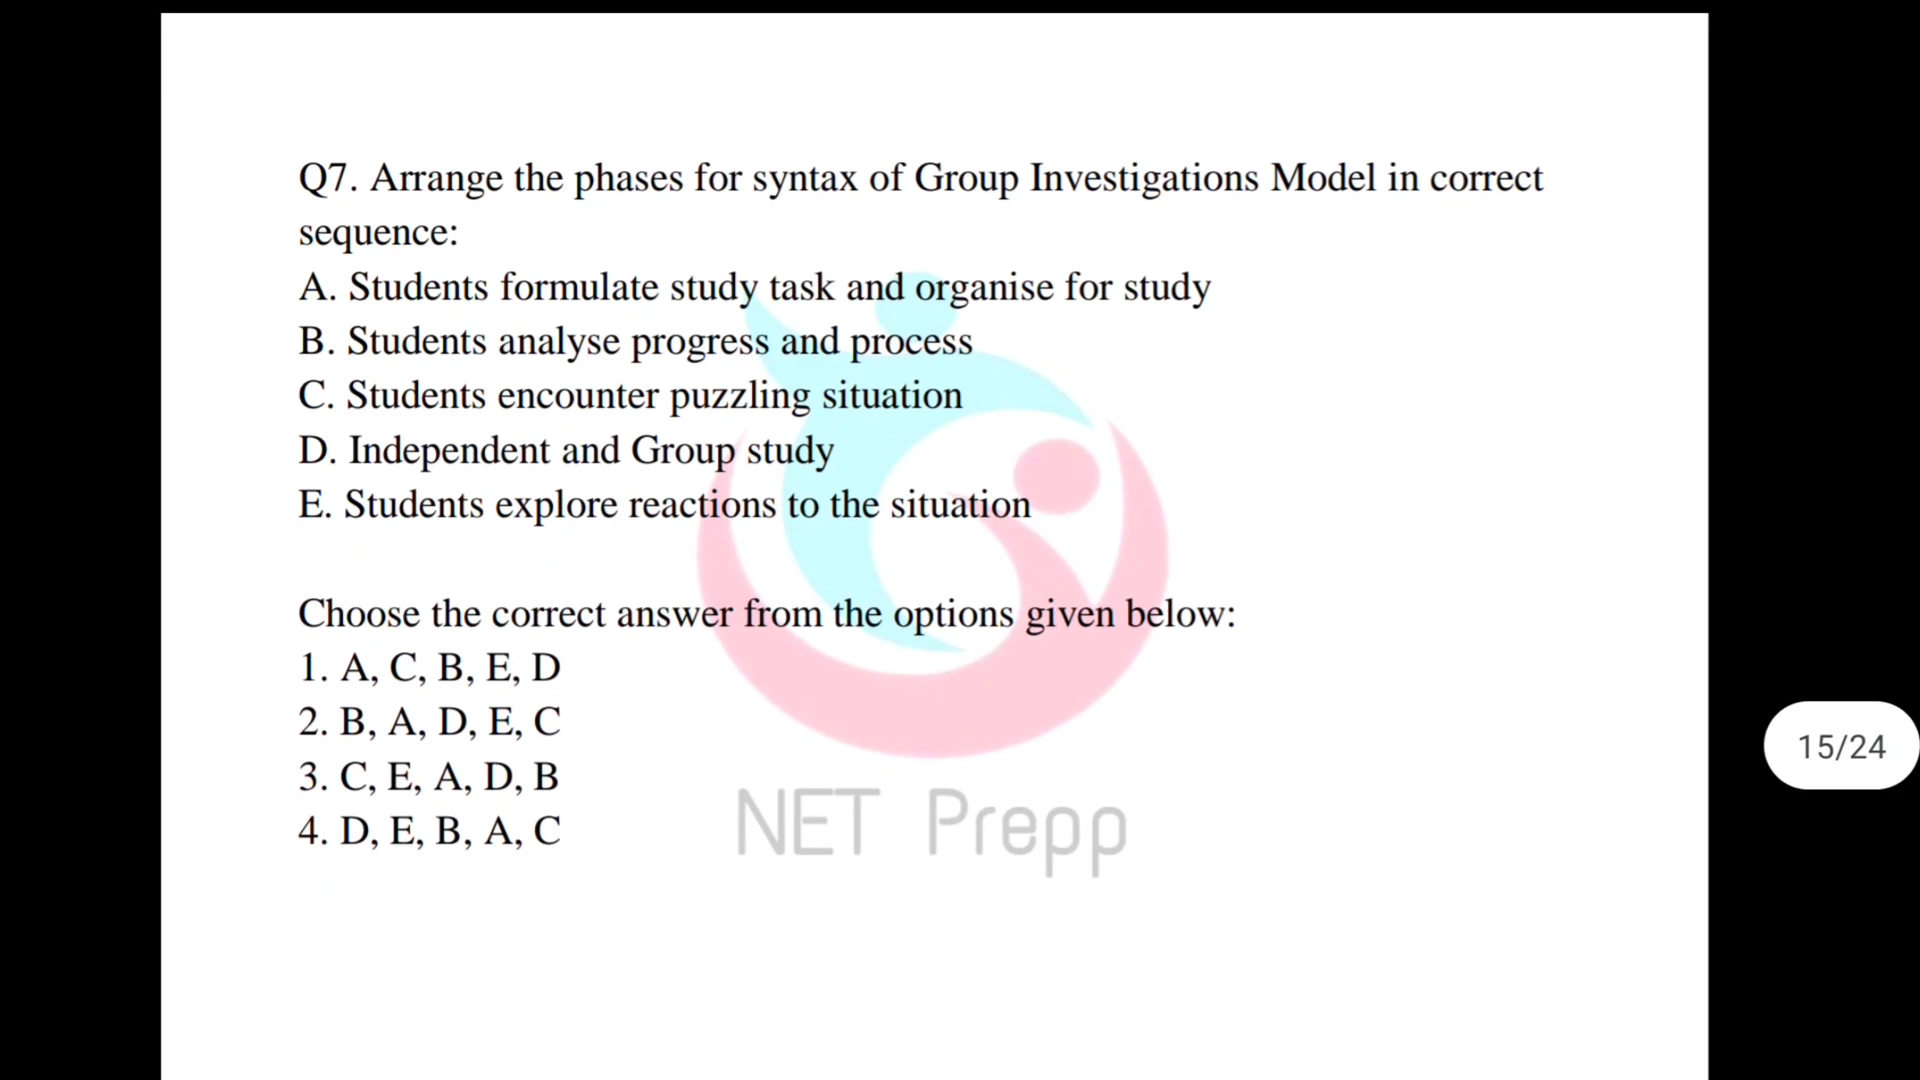 Q7. Arrange the phases for syntax of Group Investigations Model in correct
sequence:
A. Students formulate study task and organise for study
B. Students analyse progress and process
C. Students encounter puzzling situation
D. Independent and Group study
E. Students explore reactions to the situation
Choose the correct answer from the options given below:
1. A, C, B, E, D
2. B, A, D, E, C
3. C, E, A, D, B
4. D, E, B, A, C
NET Prepp
15/24